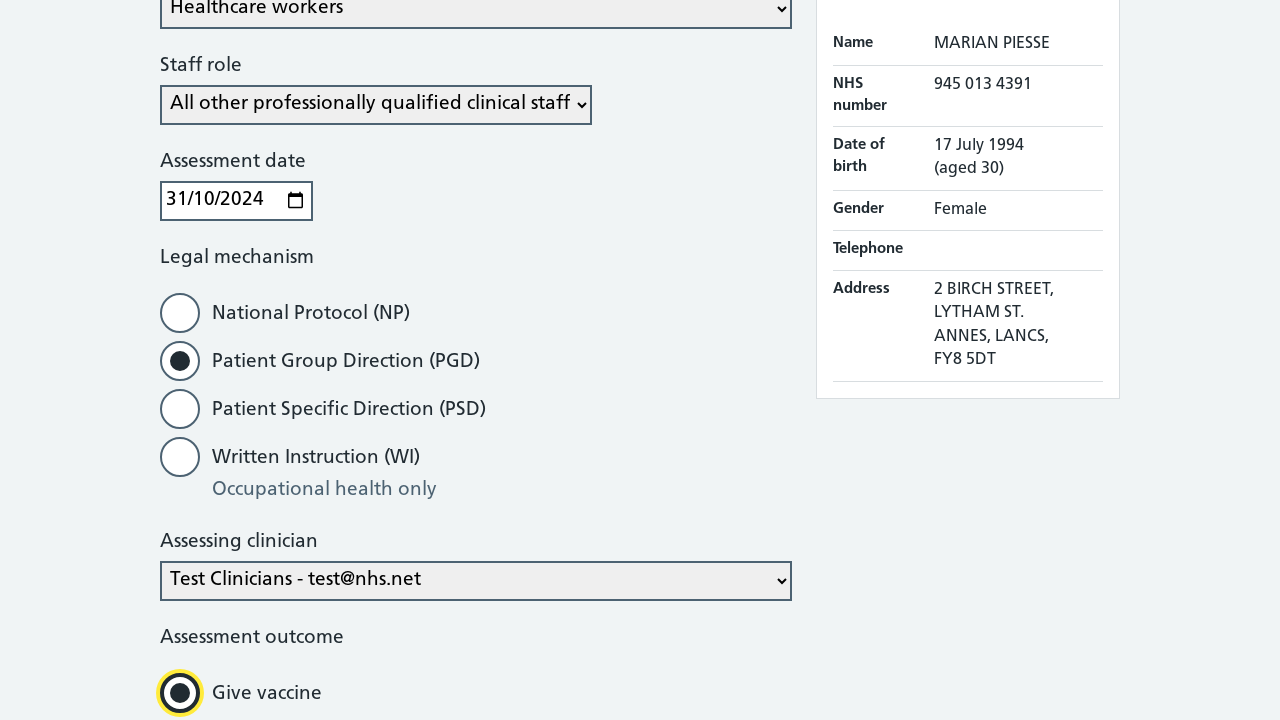 Healthcare workers
Staff role
All other professionally qualified clinical staff
Assessment date
31/10/2024
Legal mechanism
National Protocol (NP)
Patient Group Direction (PGD)
Patient Specific Direction (PSD)
Written Instruction (WI)
Occupational health only
Assessing clinician
Test Clinicians - test@nhs.net
Assessment outcome
Give vaccine
Name MARIAN PIESSE
NHS number 945 013 4391
Date of birth 17 July 1994
(aged 30)
Gender Female
Telephone
Address 2 BIRCH STREET,
LYTHAM ST.
ANNES, LANCS,
FY8 5DT